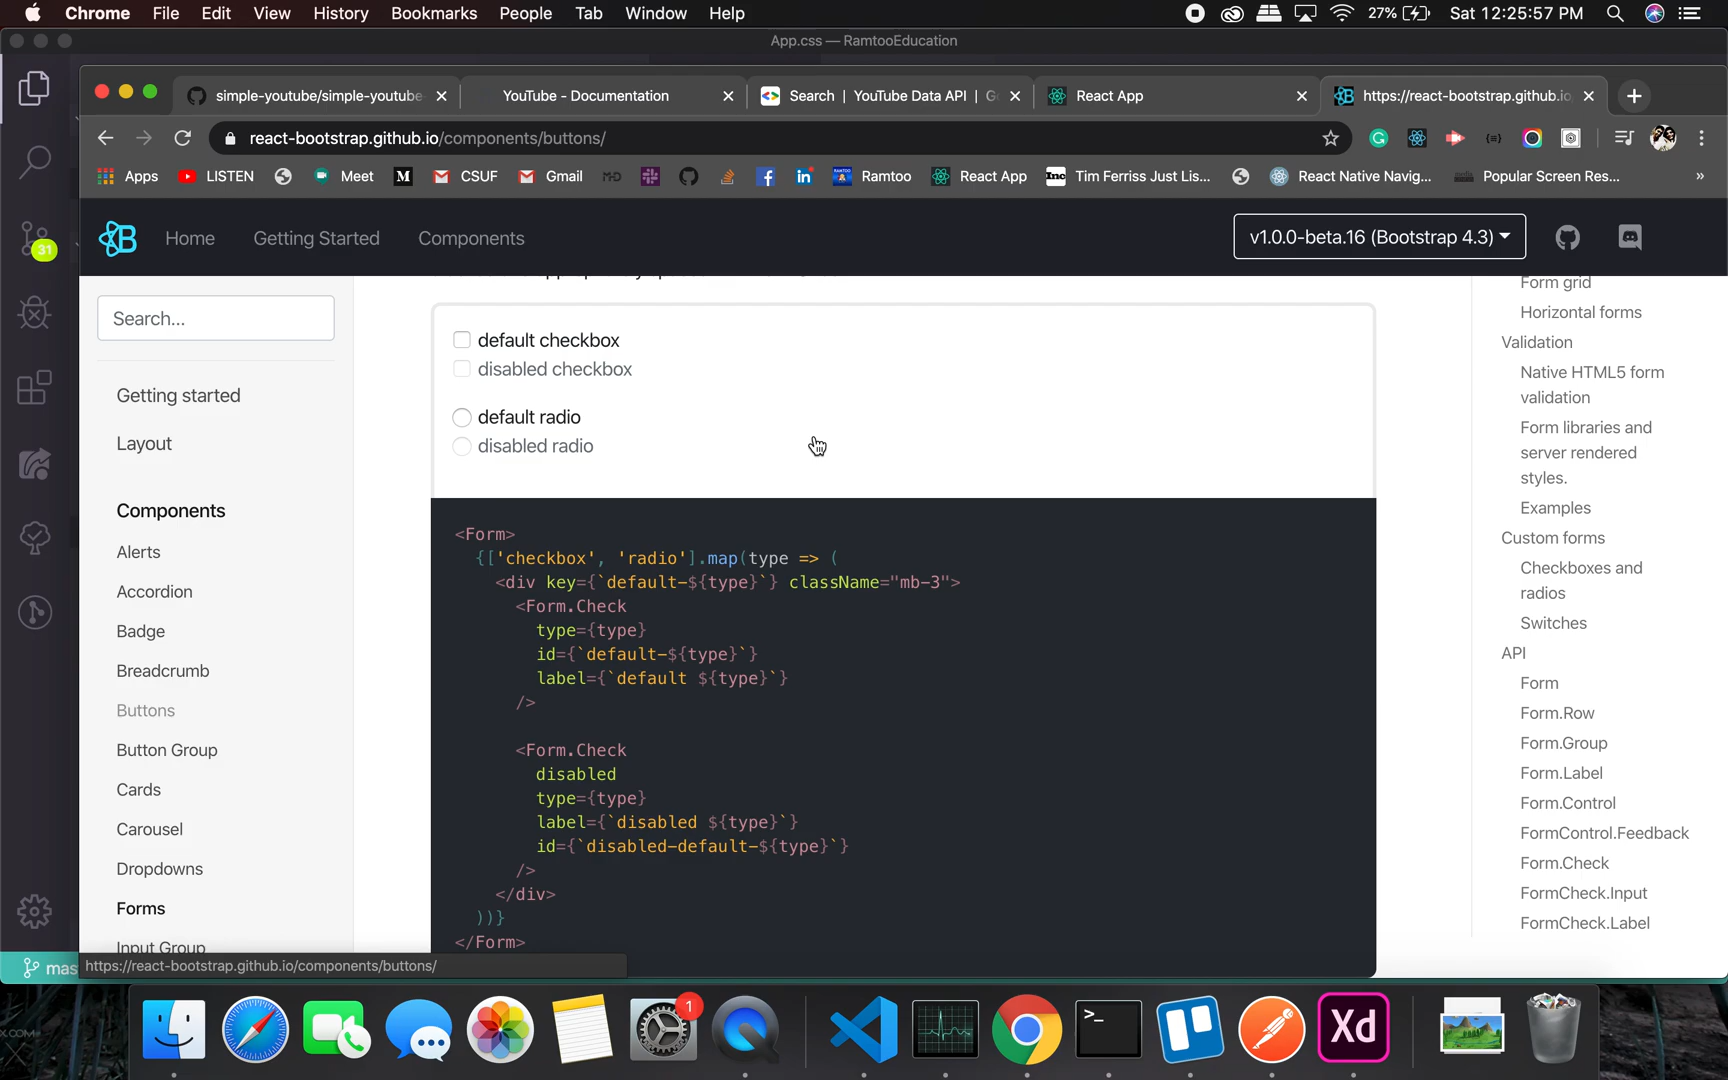 Chrome File Edit View History Bookmarks People Tab Window Help 27% Sat 12:25:57 PM
App.css — RamtooEducation
simple-youtube/simple-youtube- YouTube - Documentation Search | YouTube Data API | Go React App https://react-bootstrap.github.io
react-bootstrap.github.io/components/buttons/
Apps LISTEN Meet CSUF Gmail Ramtoo React App Inc Tim Ferriss Just Lis... React Native Navig... Popular Screen Res... »
Home Getting Started Components v1.0.0-beta.16 (Bootstrap 4.3)
31
Search...
Getting started
Layout
Components
Alerts
Accordion
Badge
Breadcrumb
Buttons
Button Group
Cards
Carousel
Dropdowns
Forms
Input Group
default checkbox
disabled checkbox
default radio
disabled radio
<Form>
{['checkbox', 'radio'].map(type => (
<div key={`default-${type}`} className="mb-3">
<Form.Check
type={type}
id={`default-${type}`}
label={`default ${type}`}
/>
<Form.Check
disabled
type={type}
label={`disabled ${type}`}
id={`disabled-default-${type}`}
/>
</div>
))}
</Form>
Form grid
Horizontal forms
Validation
Native HTML5 form
validation
Form libraries and
server rendered
styles.
Examples
Custom forms
Checkboxes and
radios
Switches
API
Form
Form.Row
Form.Group
Form.Label
Form.Control
FormControl.Feedback
Form.Check
FormCheck.Input
FormCheck.Label
mas
https://react-bootstrap.github.io/components/buttons/
1
Xd